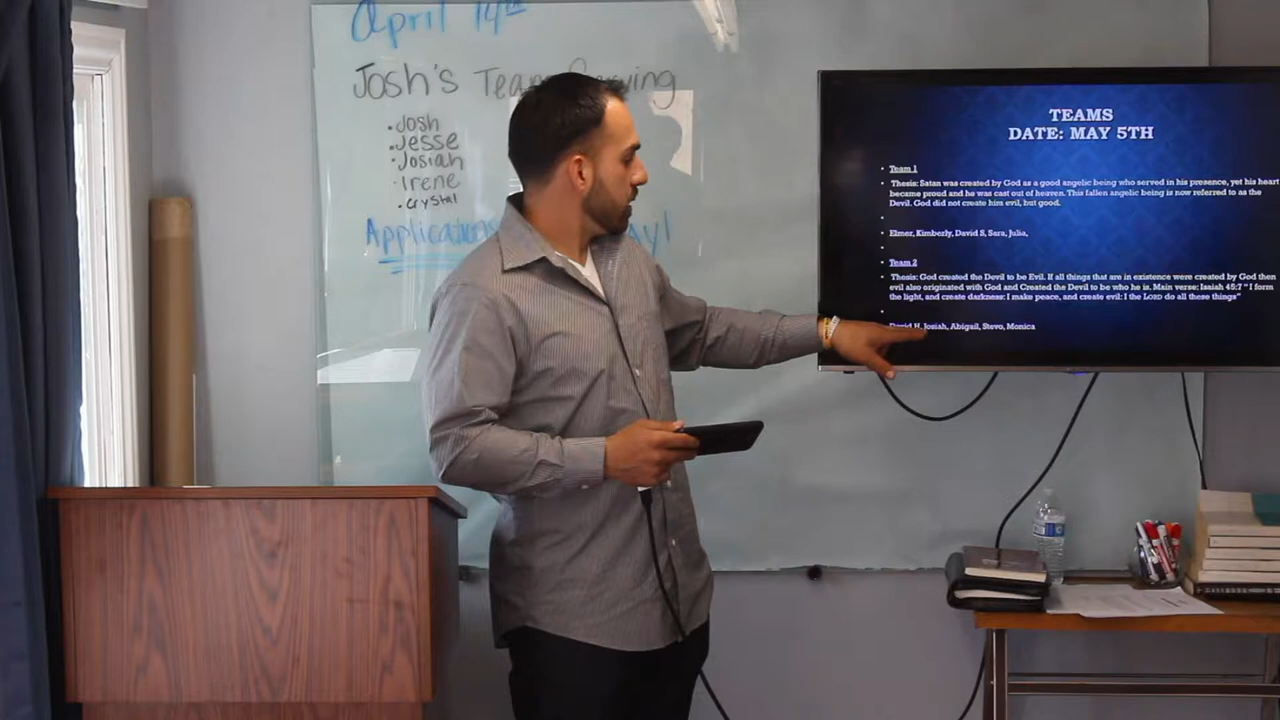 April 14th
Josh's Team Serving
• Josh
• Jesse
• Josiah
• Irene
• crystal
Application
ay!
TEAMS
DATE: MAY 5TH
• Team 1
• Thesis: Satan was created by God as a good angelic being who served in his presence, yet his heart
became proud and he was cast out of heaven. This fallen angelic being is now referred to as the
Devil. God did not create him evil, but good.
Elmer, Kimberly, David S, Sara, Julia,
• Team 2
• Thesis: God created the Devil to be Evil. If all things that are in existence were created by God then
evil also originated with God and Created the Devil to be who he is. Main verse: Isaiah 45:7 " I form
the light, and create darkness: I make peace, and create evil: I the LORD do all these things"
David H, Josiah, Abigail, Stevo, Monica